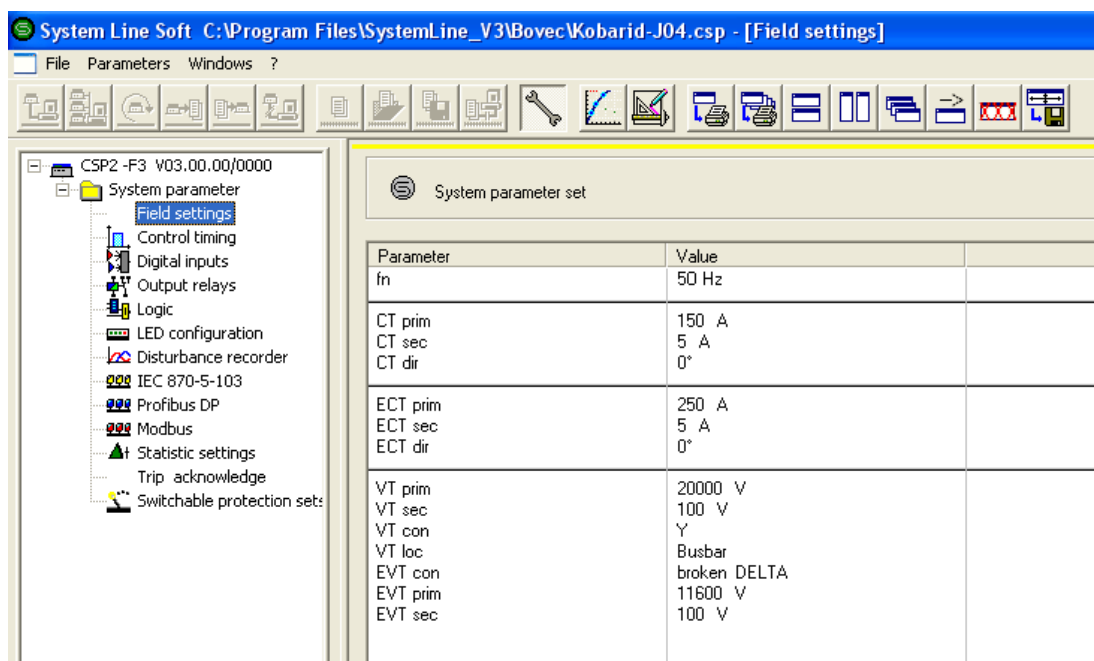 System Line Soft C:\Program Files\SystemLine_V3\Bovec\Kobarid-J04.csp - [Field settings]
File Parameters Windows ?
CSP2 -F3 V03.00.00/0000
System parameter
Field settings
Control timing
Digital inputs
Output relays
Logic
LED configuration
Disturbance recorder
IEC 870-5-103
Profibus DP
Modbus
Statistic settings
Trip acknowledge
Switchable protection sets
System parameter set
Parameter Value
fn 50 Hz
CT prim 150 A
CT sec 5 A
CT dir 0°
ECT prim 250 A
ECT sec 5 A
ECT dir 0°
VT prim 20000 V
VT sec 100 V
VT con Y
VT loc Busbar
EVT con broken DELTA
EVT prim 11600 V
EVT sec 100 V